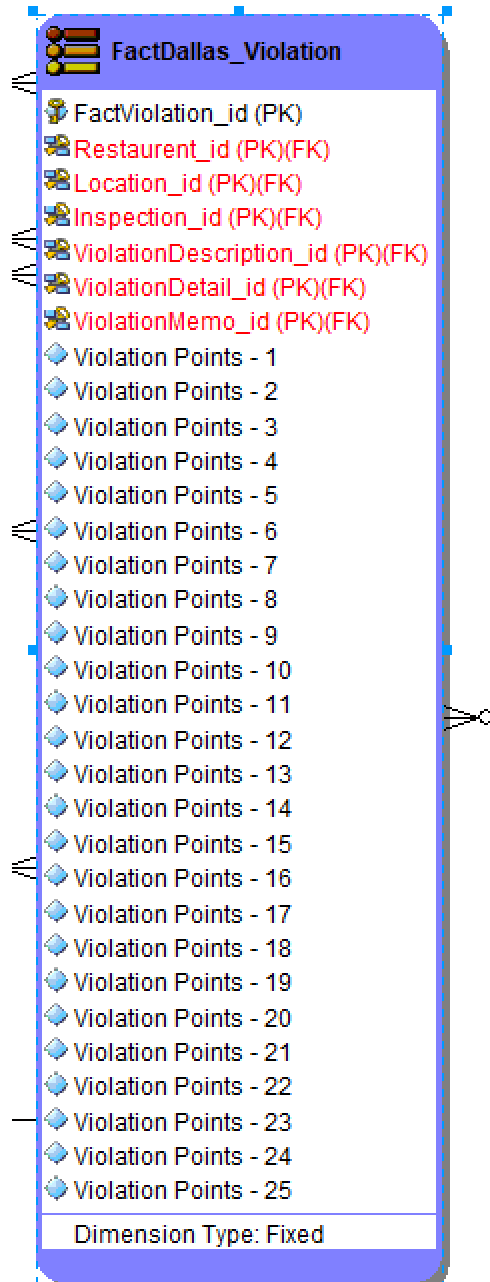 FactDallas_Violation
FactViolation_id (PK)
Restaurent_id (PK)(FK)
Location_id (PK)(FK)
Inspection_id (PK)(FK)
ViolationDescription_id (PK)(FK)
ViolationDetail_id (PK)(FK)
ViolationMemo_id (PK)(FK)
Violation Points - 1
Violation Points - 2
Violation Points - 3
Violation Points - 4
Violation Points - 5
Violation Points - 6
Violation Points - 7
Violation Points - 8
Violation Points - 9
Violation Points - 10
Violation Points - 11
Violation Points - 12
Violation Points - 13
Violation Points - 14
Violation Points - 15
Violation Points - 16
Violation Points - 17
Violation Points - 18
Violation Points - 19
Violation Points - 20
Violation Points - 21
Violation Points - 22
Violation Points - 23
Violation Points - 24
Violation Points - 25
Dimension Type: Fixed